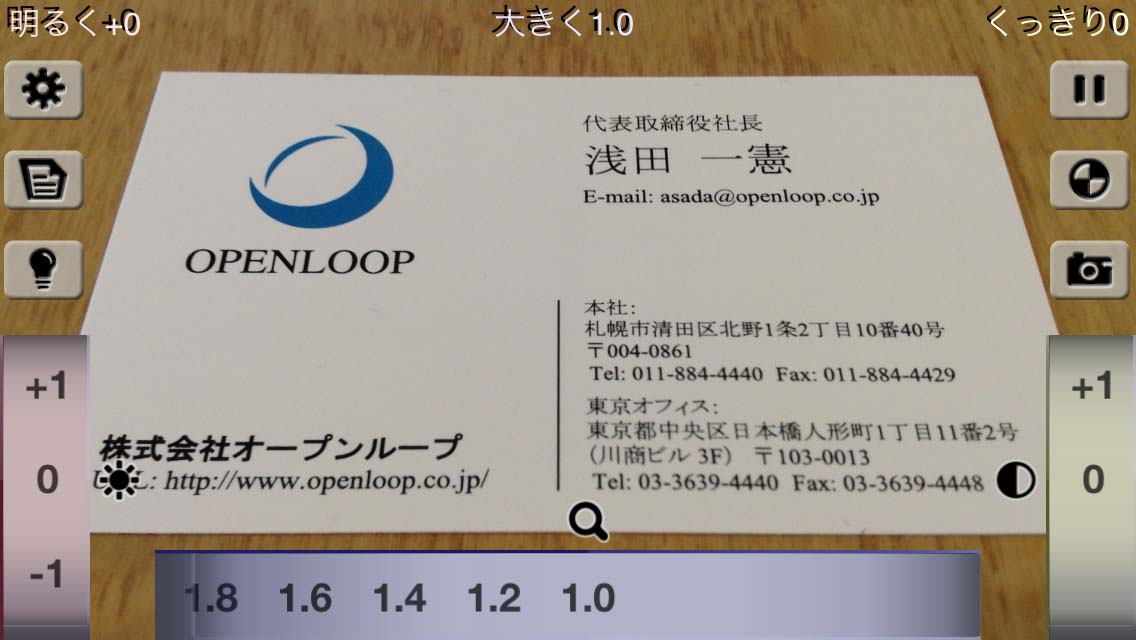 明るく+0
大きく1.0
くっきり0
OPENLOOP
株式会社オープンループ
URL: http://www.openloop.co.jp/
代表取締役社長
浅田 一憲
E-mail: asada@openloop.co.jp
本社:
札幌市清田区北野1条2丁目10番40号
〒004-0861
Tel: 011-884-4440 Fax: 011-884-4429
東京オフィス:
東京都中央区日本橋人形町1丁目11番2号
(川商ビル 3F) 〒103-0013
Tel: 03-3639-4440 Fax: 03-3639-4448
+1
0
-1
+1
0
1.8 1.6 1.4 1.2 1.0